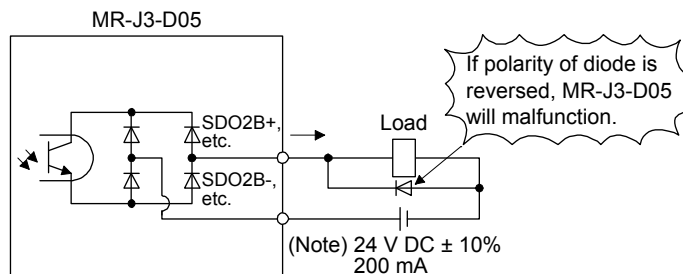 MR-J3-D05
If polarity of diode is
reversed, MR-J3-D05
will malfunction.
SDO2B+,
etc.
Load
SDO2B-,
etc.
(Note) 24 V DC ± 10%
200 mA